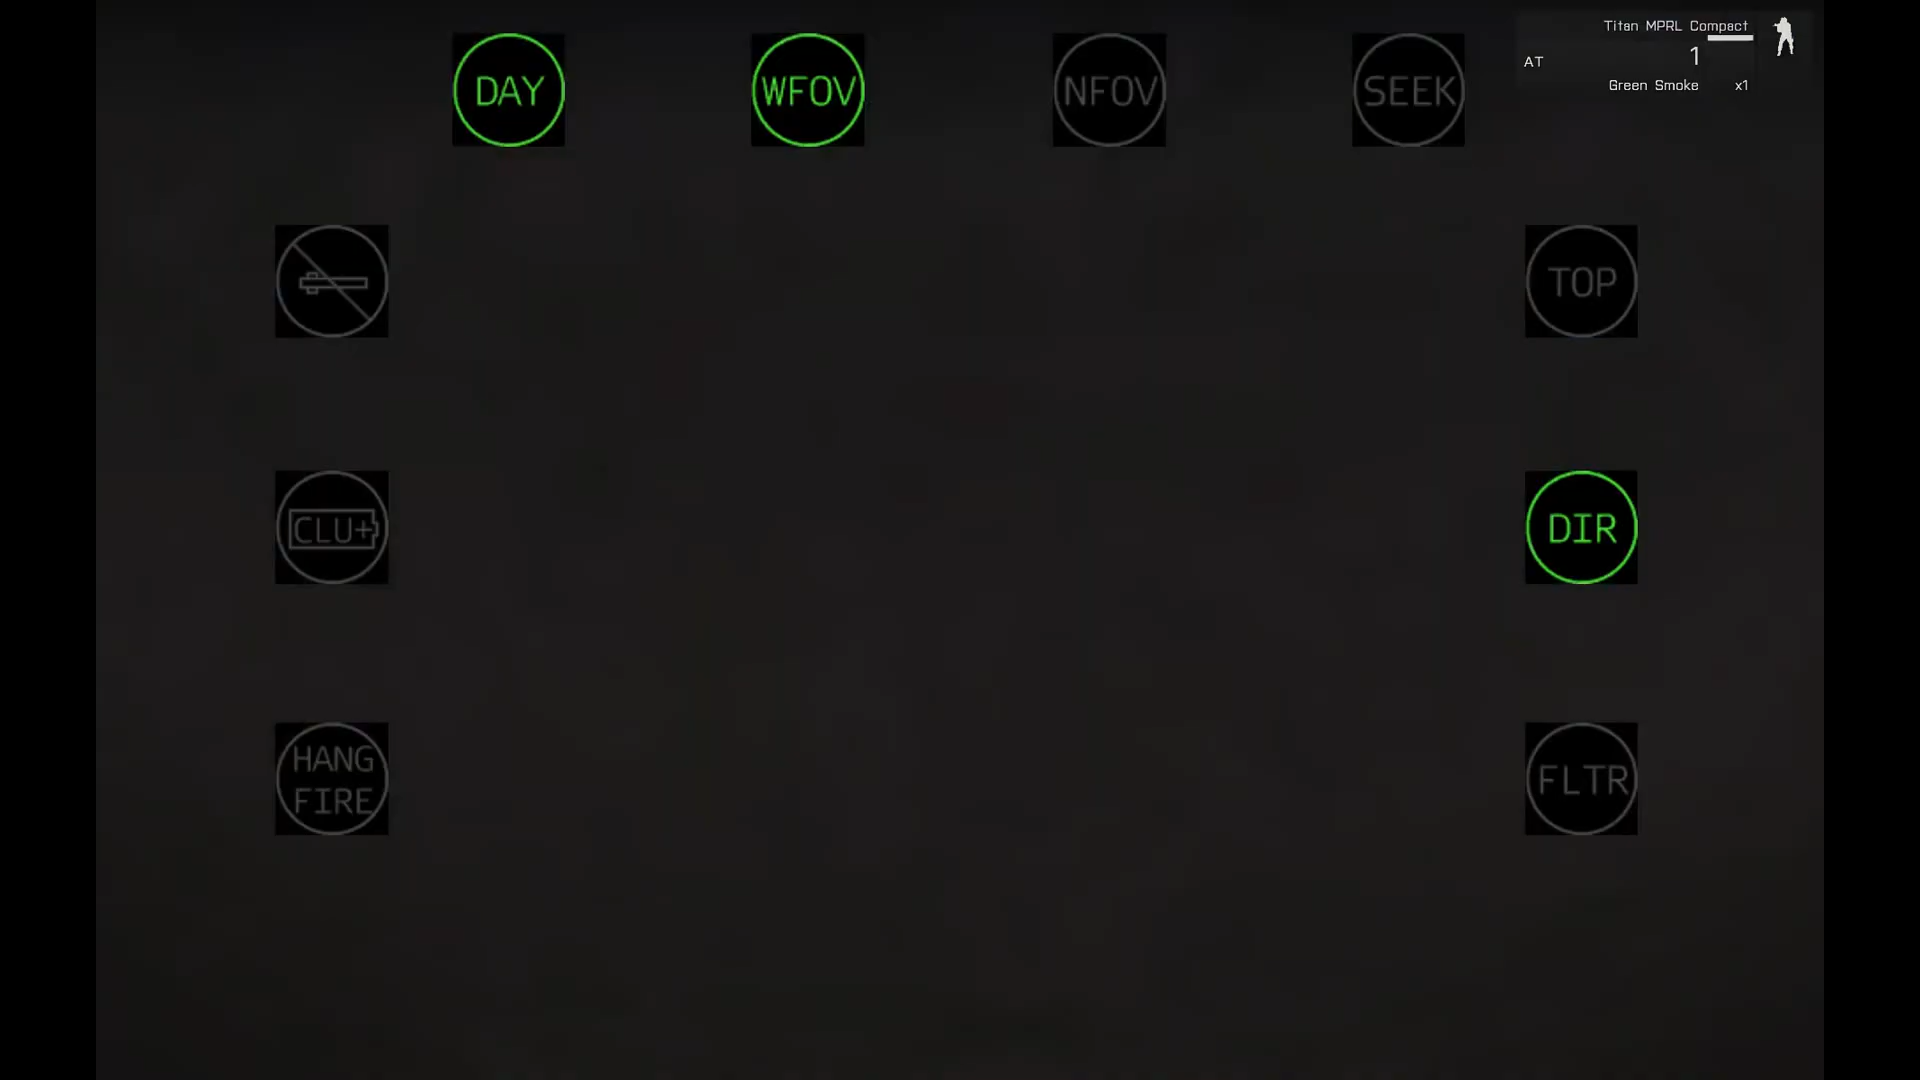 DAY
WFOV
NFOV
SEEK
Titan MPRL Compact
AT
1
Green Smoke x1
TOP
CLU+
DIR
HANG
FIRE
FLTR